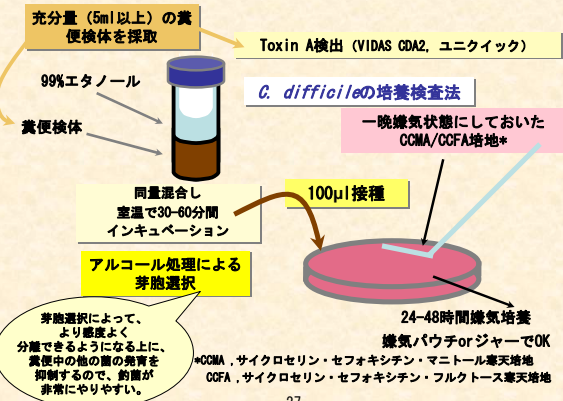 充分量（5ml以上）の糞
便検体を採取
Toxin A検出（VIDAS CDA2, ユニクイック）
99%エタノール
C. difficileの培養検査法
糞便検体
一晩嫌気状態にしておいた
CCMA/CCFA培地*
同量混合し
室温で30-60分間
インキュベーション
100μl接種
アルコール処理による
芽胞選択
24-48時間嫌気培養
嫌気パウチorジャーでOK
芽胞選択によって、
より感度よく
分離できるようになる上に、
糞便中の他の菌の発育を
抑制するので、釣菌が
非常にやりやすい。
*CCMA ,サイクロセリン・セフォキシチン・マンニトール寒天培地
CCFA ,サイクロセリン・セフォキシチン・フルクトース寒天培地